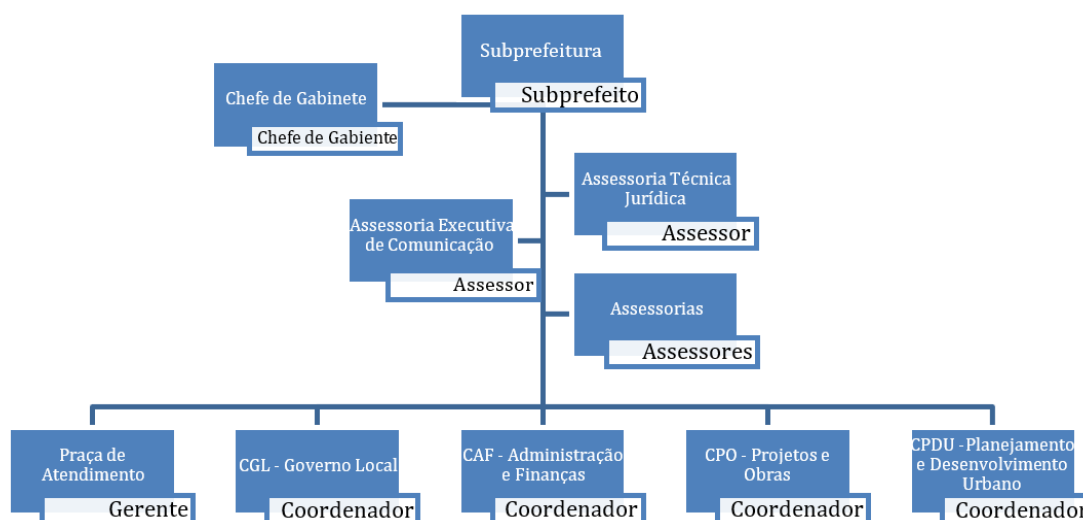 Subprefeitura
Subprefeito
Chefe de Gabinete
Chefe de Gabiente
Assessoria Técnica
Jurídica
Assessor
Assessoria Executiva
de Comunicação
Assessor
Assessorias
Assessores
Praça de
Atendimento
Gerente
CGL - Governo Local
Coordenador
CAF - Administração
e Finanças
Coordenador
CPO - Projetos e
Obras
Coordenador
CPDU - Planejamento
e Desenvolvimento
Urbano
Coordenador